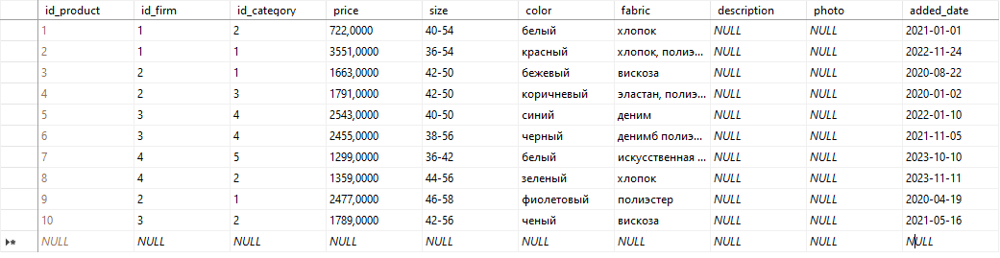 id_product id_firm id_category price size color fabric description photo added_date
1 1 2 722,0000 40-54 белый хлопок NULL NULL 2021-01-01
2 1 1 3551,0000 36-54 красный хлопок, полиэ... NULL NULL 2022-11-24
3 2 1 1663,0000 42-50 бежевый вискоза NULL NULL 2020-08-22
4 2 3 1791,0000 42-50 коричневый эластан, полиэ... NULL NULL 2020-01-02
5 3 4 2543,0000 40-50 синий деним NULL NULL 2022-01-10
6 3 4 2455,0000 38-56 черный денимб полиэ... NULL NULL 2021-11-05
7 4 5 1299,0000 36-42 белый искусственная ... NULL NULL 2023-10-10
8 4 2 1359,0000 44-56 зеленый хлопок NULL NULL 2023-11-11
9 2 1 2477,0000 46-58 фиолетовый полиэстер NULL NULL 2020-04-19
10 3 2 1789,0000 42-56 ченый вискоза NULL NULL 2021-05-16
NULL NULL NULL NULL NULL NULL NULL NULL NULL NULL